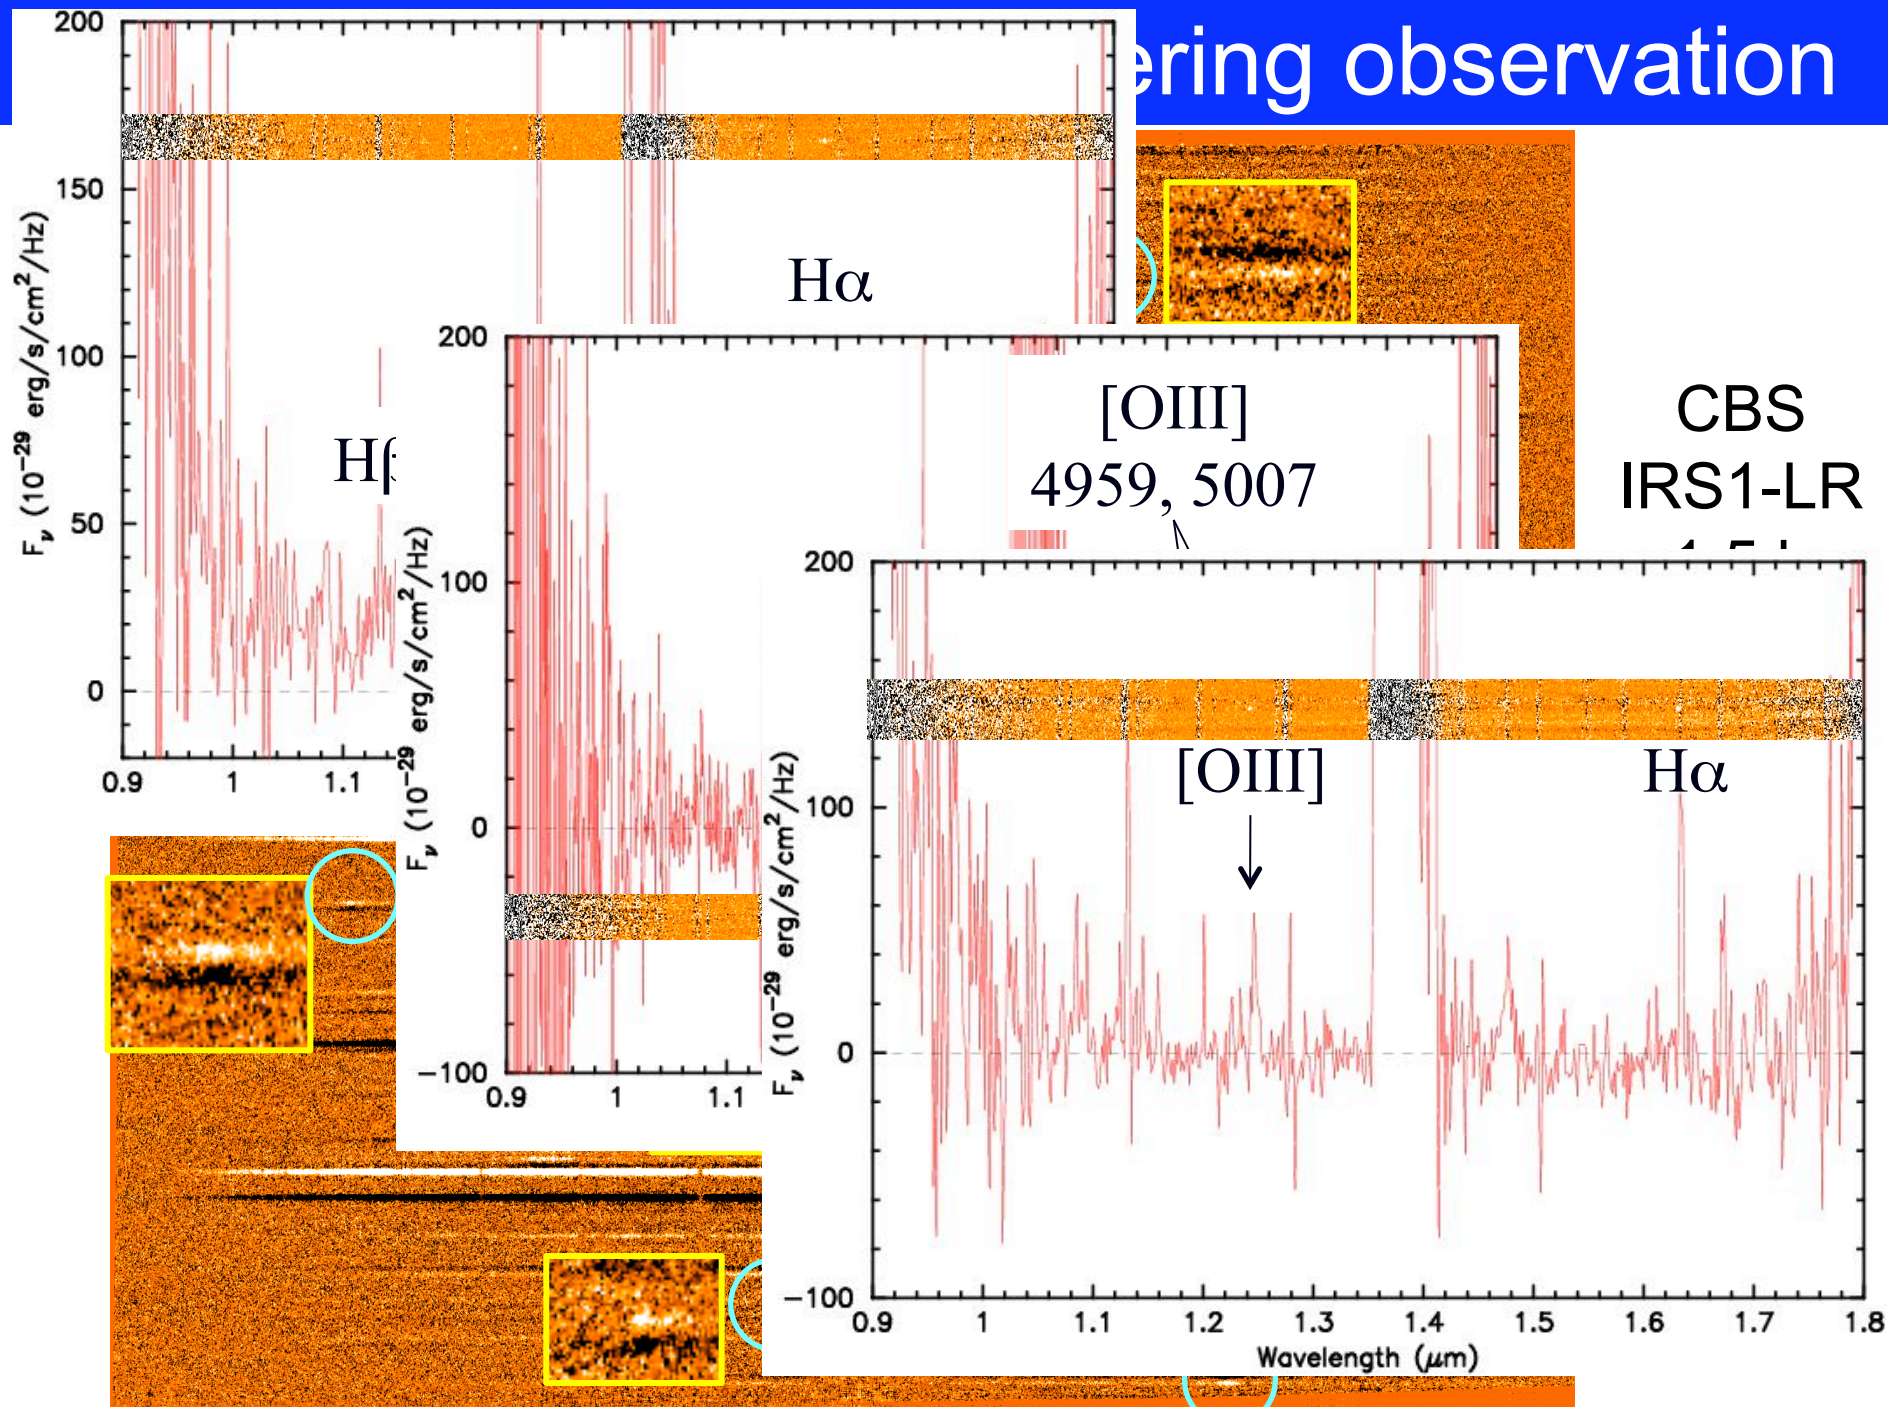 ering observation
200
150
100
50
0
F𝜈 (10⁻²⁹ erg/s/cm²/Hz)
0.9 1 1.1
Hα
200
100
0
−100
F𝜈 (10⁻²⁹ erg/s/cm²/Hz)
0.9 1 1.1
[OIII]
4959, 5007
CBS
IRS1-LR
200
100
0
−100
F𝜈 (10⁻²⁹ erg/s/cm²/Hz)
[OIII]
Hα
0.9 1 1.1 1.2 1.3 1.4 1.5 1.6 1.7 1.8
Wavelength (μm)